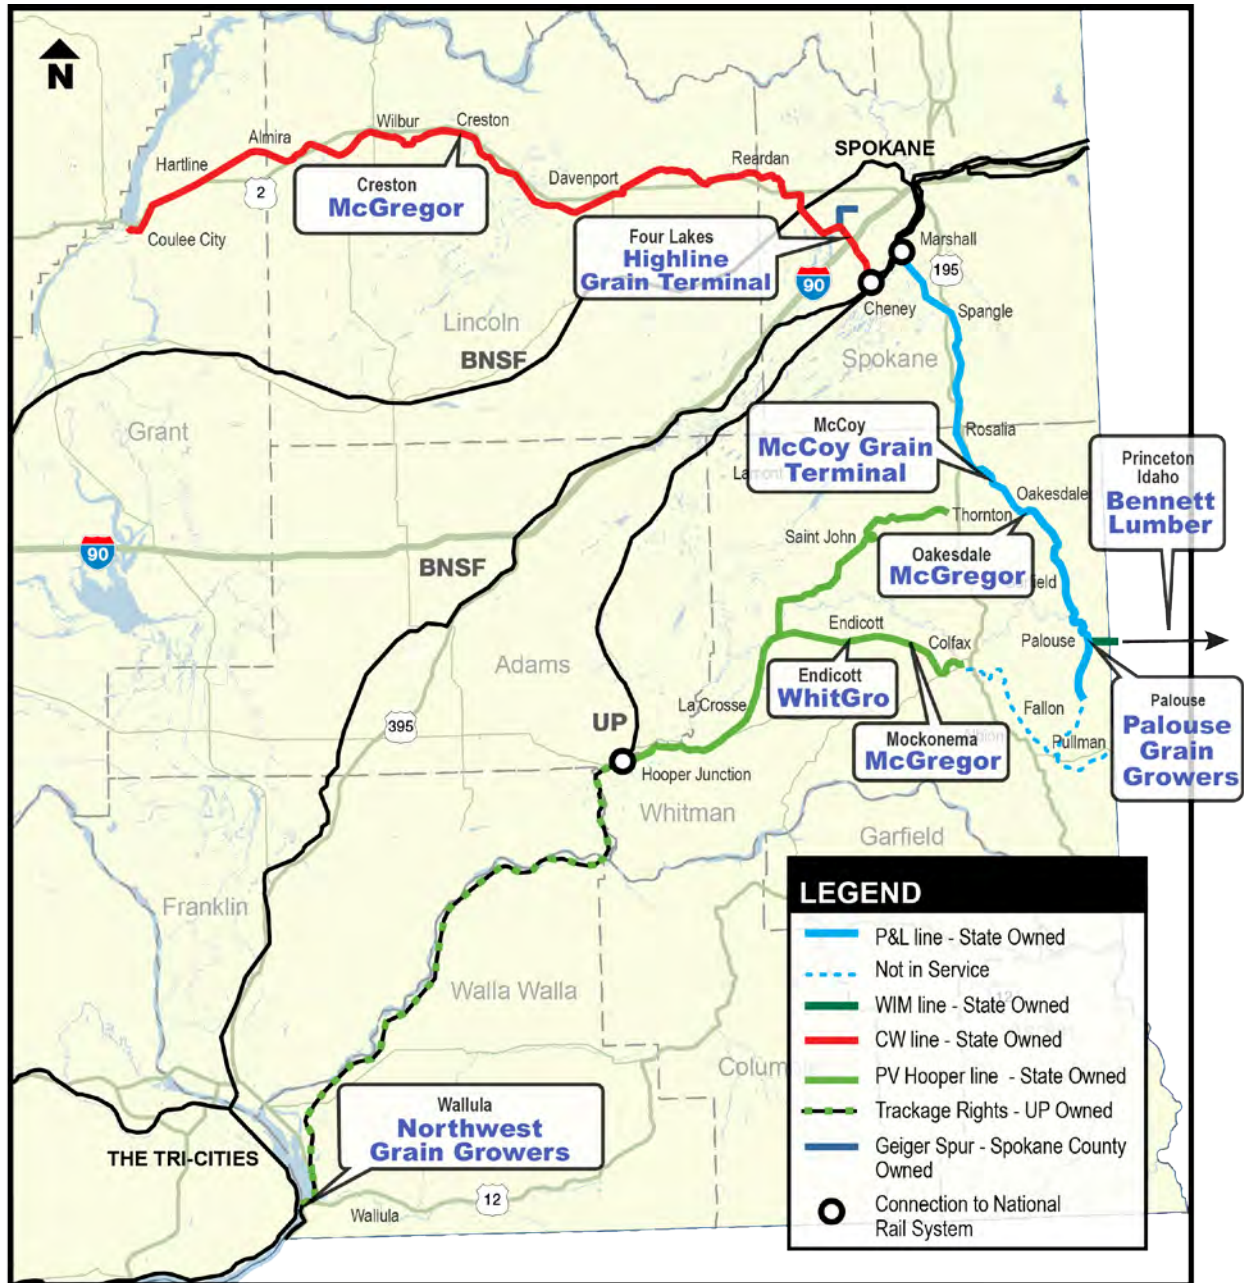 N
Hartline
Almira
Wilbur
Creston
2
Coulee City
Creston
McGregor
Davenport
Reardan
SPOKANE
Four Lakes
Highline
Grain Terminal
90
Marshall
195
Cheney
Spangle
Lincoln
BNSF
Spokane
Grant
McCoy
McCoy Grain
Terminal
Rosalia
Princeton
Idaho
Bennett
Lumber
Oakesdale
90
BNSF
Saint John
Thornton
Oakesdale
McGregor
Adams
Endicott
Colfax
Palouse
Endicott
WhitGro
La Crosse
395
UP
Mockonema
McGregor
Fallon
Pullman
Palouse
Palouse
Grain
Growers
Hooper Junction
Whitman
Garfield
Franklin
Walla Walla
LEGEND
P&L line - State Owned
Not in Service
WIM line - State Owned
CW line - State Owned
PV Hooper line - State Owned
Trackage Rights - UP Owned
Geiger Spur - Spokane County
Owned
Connection to National
Rail System
Wallula
Northwest
Grain Growers
THE TRI-CITIES
Wallula
12